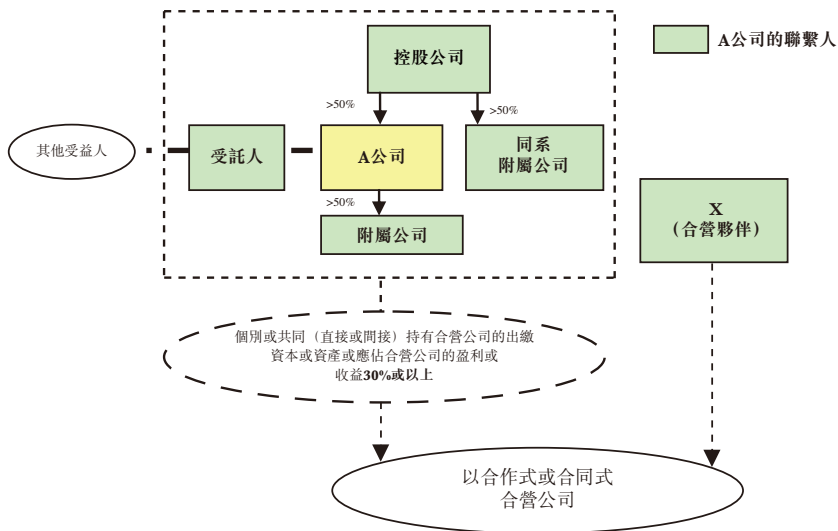 控股公司
A公司的聯繫人
>50%
>50%
其他受益人
受託人
A公司
同系
附屬公司
>50%
附屬公司
X
（合營夥伴）
個別或共同（直接或間接）持有合營公司的出繳
資本或資產或應佔合營公司的盈利或
收益30%或以上
以合作式或合同式
合營公司